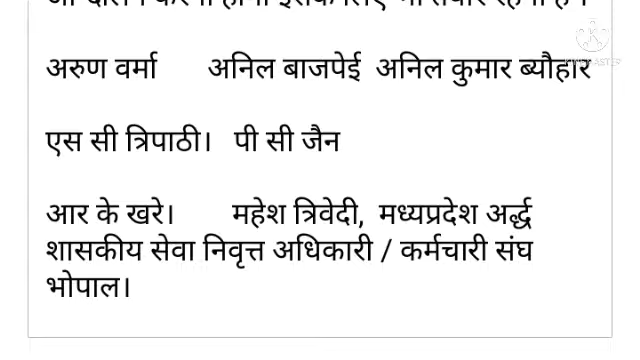 अरुण वर्मा अनिल बाजपेई अनिल कुमार ब्यौहार
एस सी त्रिपाठी। पी सी जैन
आर के खरे। महेश त्रिवेदी, मध्यप्रदेश अर्द्ध
शासकीय सेवा निवृत्त अधिकारी / कर्मचारी संघ
भोपाल।